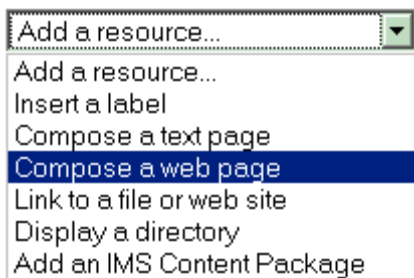 Add a resource...
Add a resource...
Insert a label
Compose a text page
Compose a web page
Link to a file or web site
Display a directory
Add an IMS Content Package